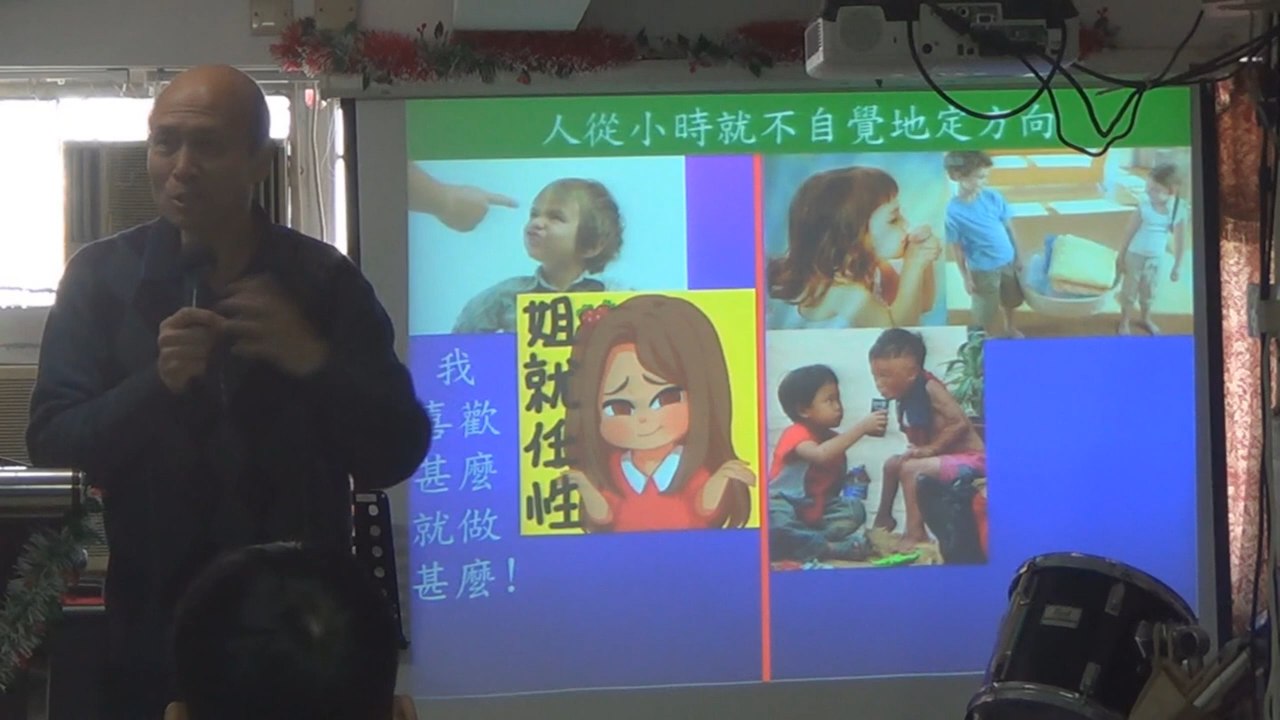 人從小時就不自覺地定方向
姐就任性
我
喜歡
甚麼
就做
甚麼！